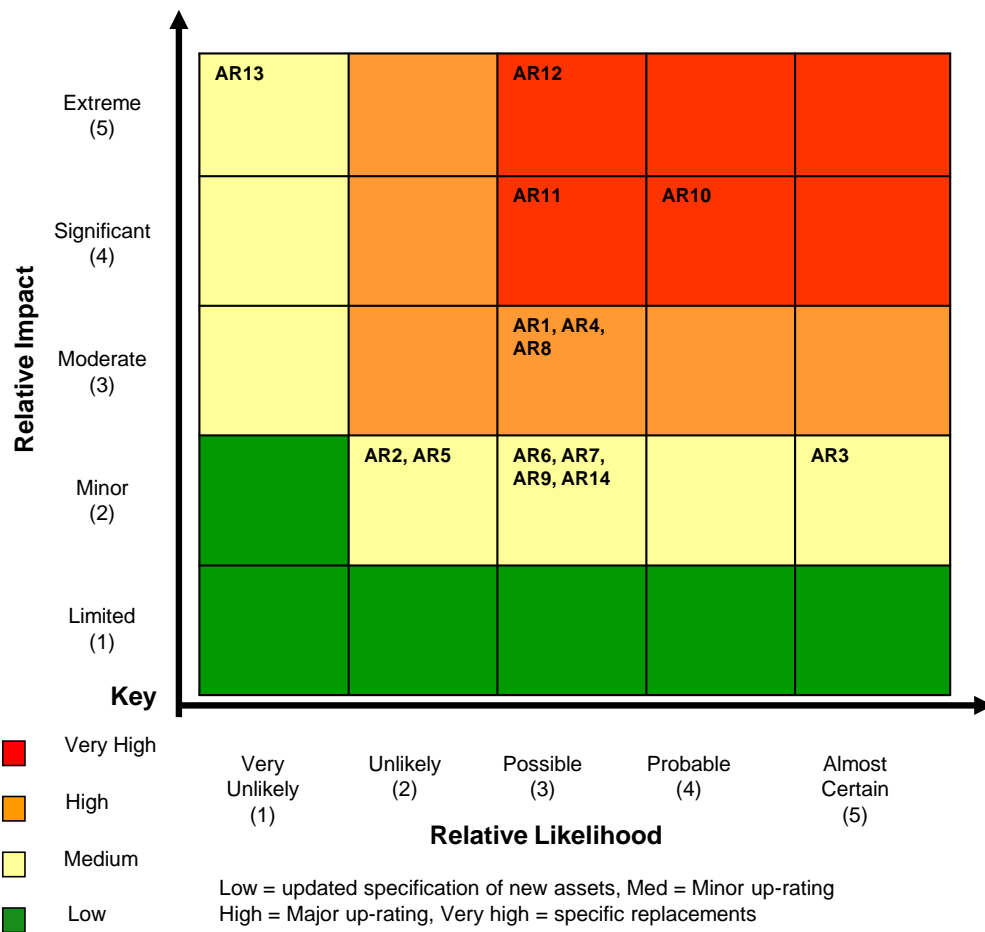 AR13
AR12
Extreme
(5)
AR11
AR10
Significant
(4)
AR1, AR4,
AR8
Moderate
(3)
Relative Impact
AR2, AR5
AR6, AR7,
AR9, AR14
AR3
Minor
(2)
Limited
(1)
Key
Very High
High
Medium
Low
Very
Unlikely
(1)
Unlikely
(2)
Possible
(3)
Probable
(4)
Almost
Certain
(5)
Relative Likelihood
Low = updated specification of new assets, Med = Minor up-rating
High = Major up-rating, Very high = specific replacements